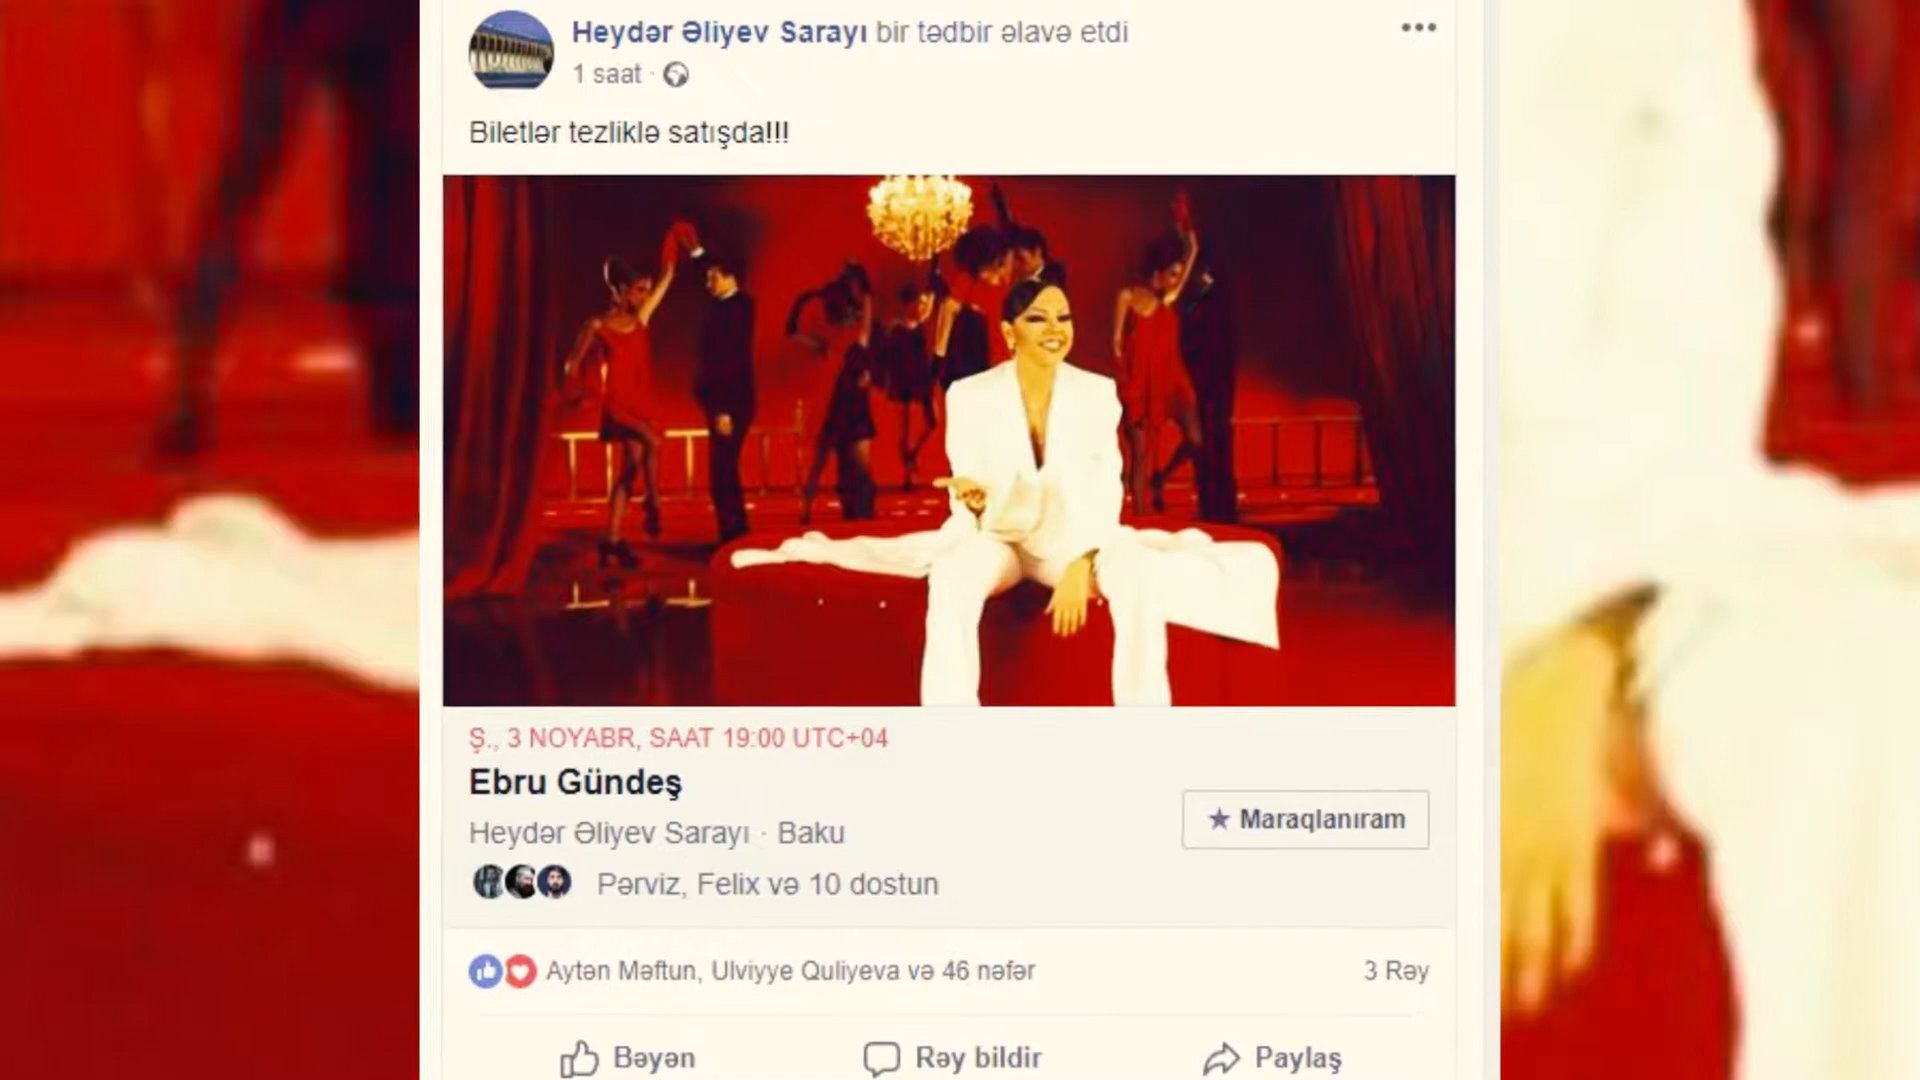 Heydər Əliyev Sarayı bir tədbir əlavə etdi
1 saat ·
Biletlər tezliklə satışda!!!
Ş., 3 NOYABR, SAAT 19:00 UTC+04
Ebru Gündeş
Heydər Əliyev Sarayı · Baku
★ Maraqlanıram
Pərviz, Felix və 10 dostun
Aytən Məftun, Ulviyye Quliyeva və 46 nəfər
3 Rəy
Bəyən
Rəy bildir
Paylaş